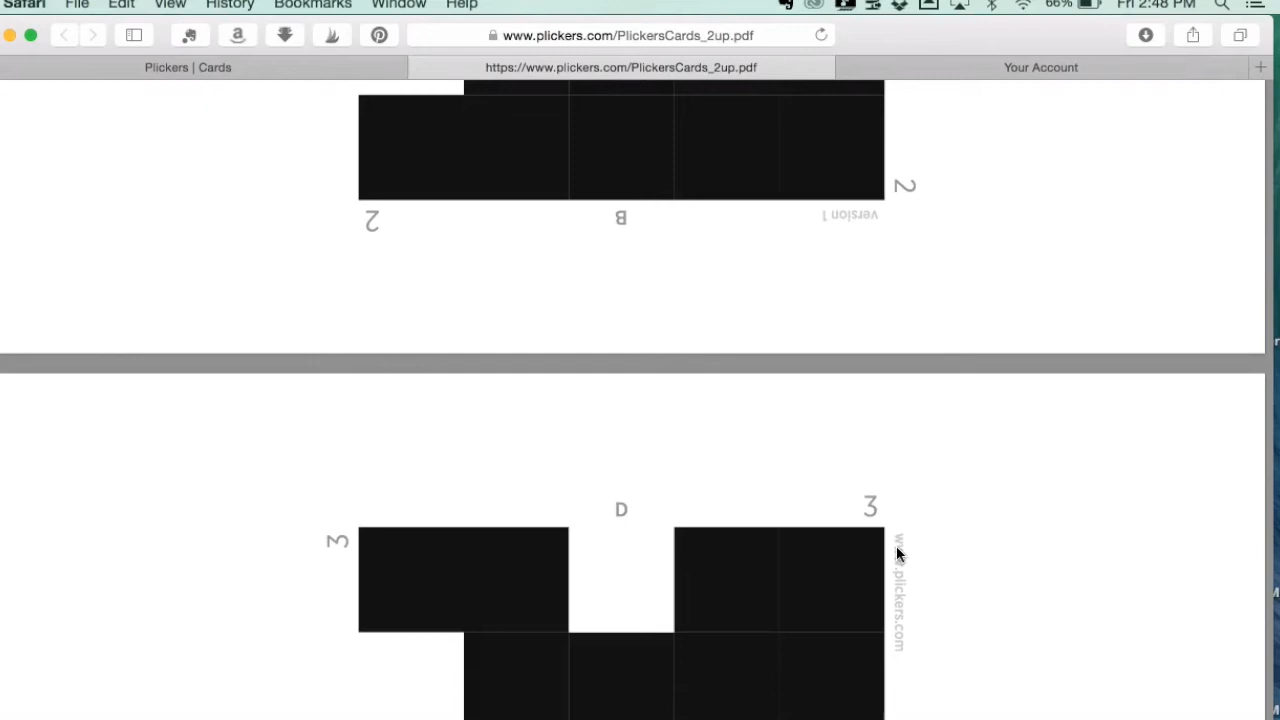 Safari File Edit View History Bookmarks Window Help 66% Fri 2:48 PM
www.plickers.com/PlickersCards_2up.pdf
Plickers | Cards https://www.plickers.com/PlickersCards_2up.pdf Your Account
2
2 B version 1
D 3
3
www.plickers.com